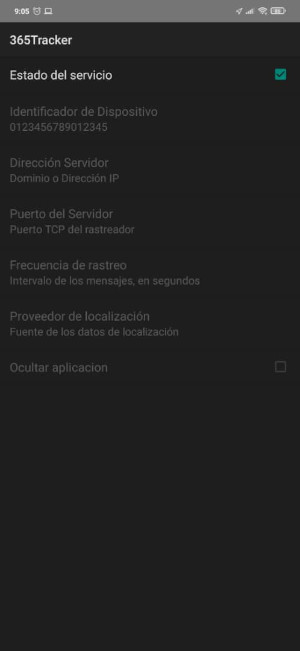 9:05
365Tracker
Estado del servicio
Identificador de Dispositivo
0123456789012345
Dirección Servidor
Dominio o Dirección IP
Puerto del Servidor
Puerto TCP del rastreador
Frecuencia de rastreo
Intervalo de los mensajes, en segundos
Proveedor de localización
Fuente de los datos de localización
Ocultar aplicacion